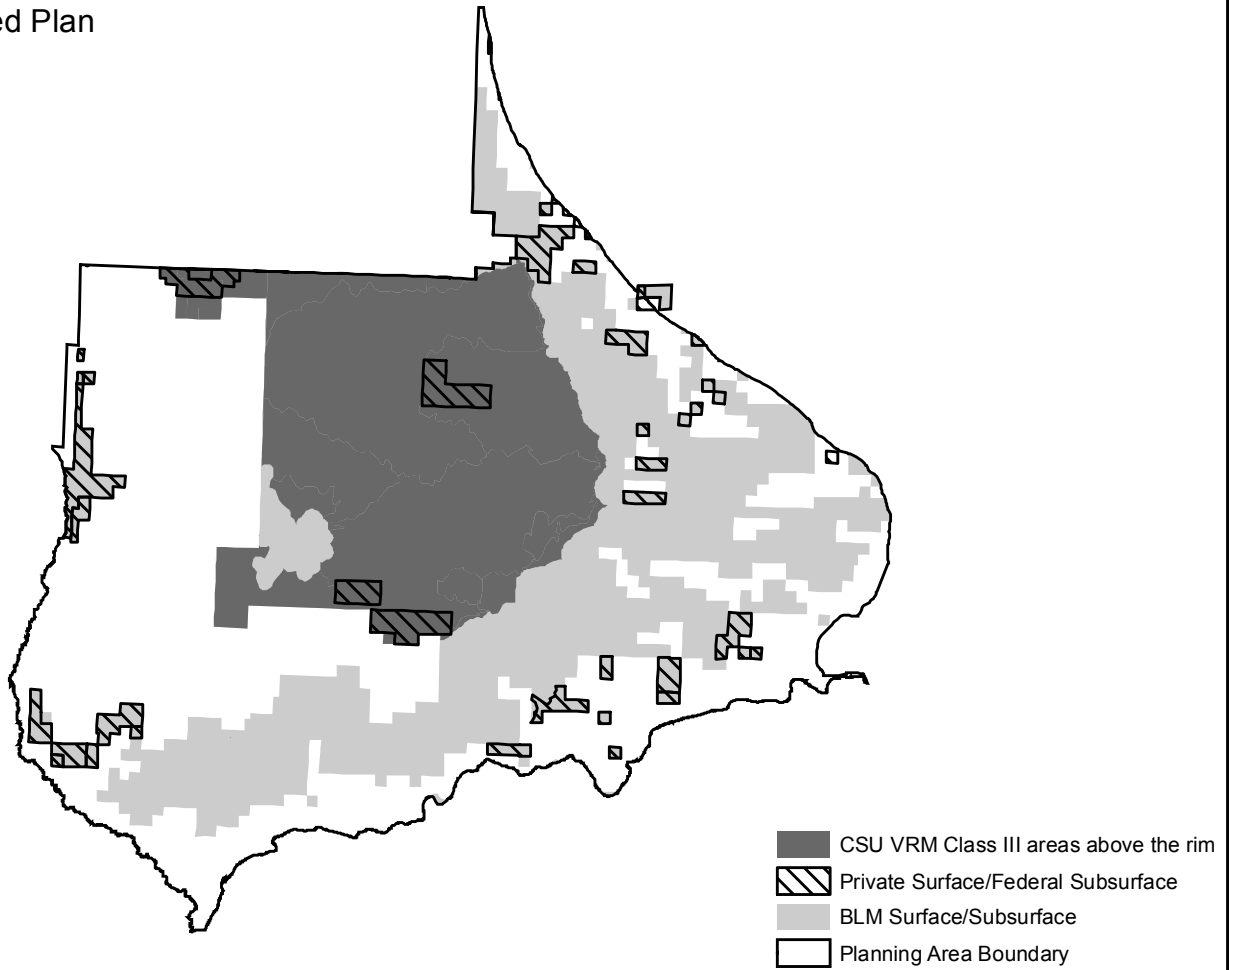 ed Plan
CSU VRM Class III areas above the rim
Private Surface/Federal Subsurface
BLM Surface/Subsurface
Planning Area Boundary